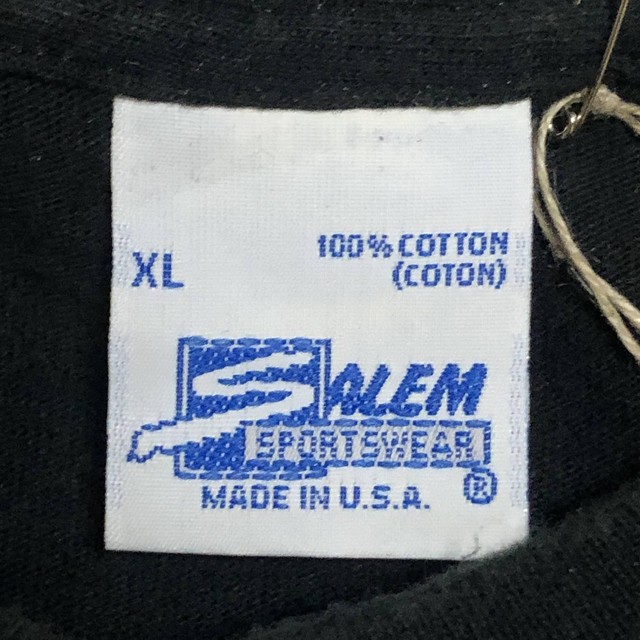 XL
100% COTTON
(COTON)
SALEM
SPORTSWEAR
®
MADE IN U.S.A.